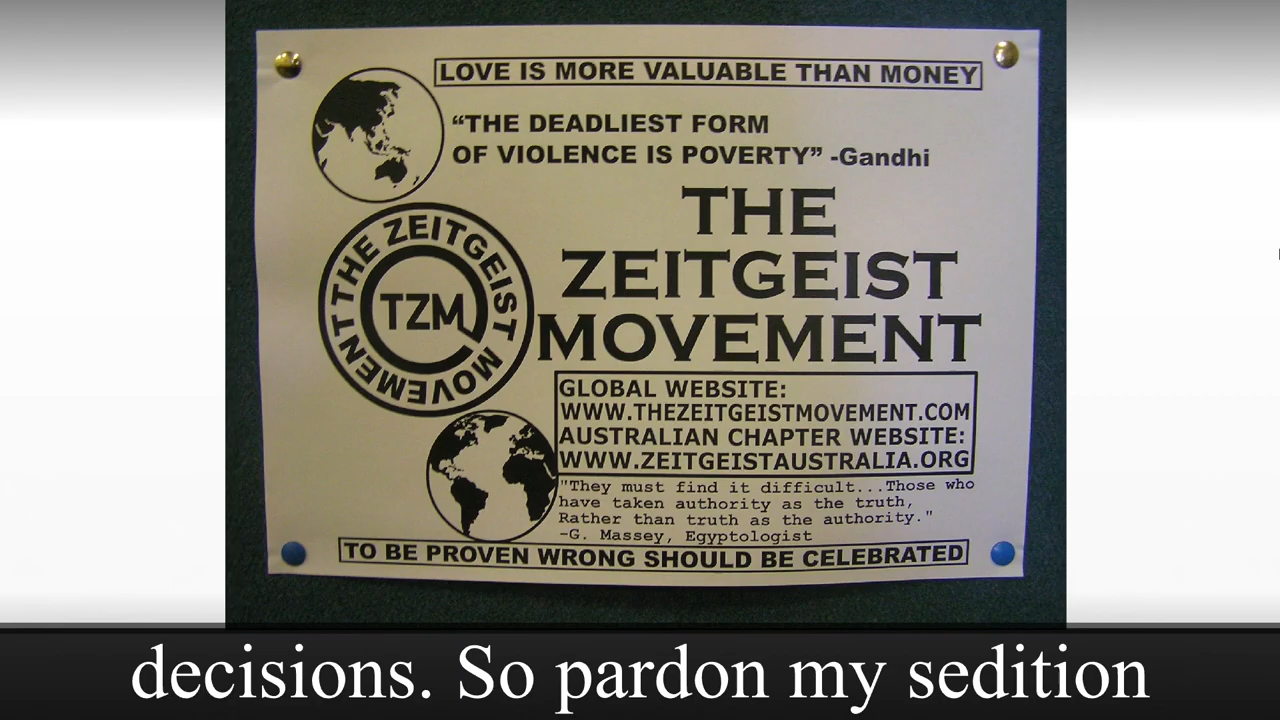 LOVE IS MORE VALUABLE THAN MONEY
“THE DEADLIEST FORM
OF VIOLENCE IS POVERTY” -Gandhi
THE
ZEITGEIST
MOVEMENT
THE ZEITGEIST MOVEMENT
TZM
GLOBAL WEBSITE:
WWW.THEZEITGEISTMOVEMENT.COM
AUSTRALIAN CHAPTER WEBSITE:
WWW.ZEITGEISTAUSTRALIA.ORG
"They must find it difficult...Those who
have taken authority as the truth,
Rather than truth as the authority."
-G. Massey, Egyptologist
TO BE PROVEN WRONG SHOULD BE CELEBRATED
decisions. So pardon my sedition